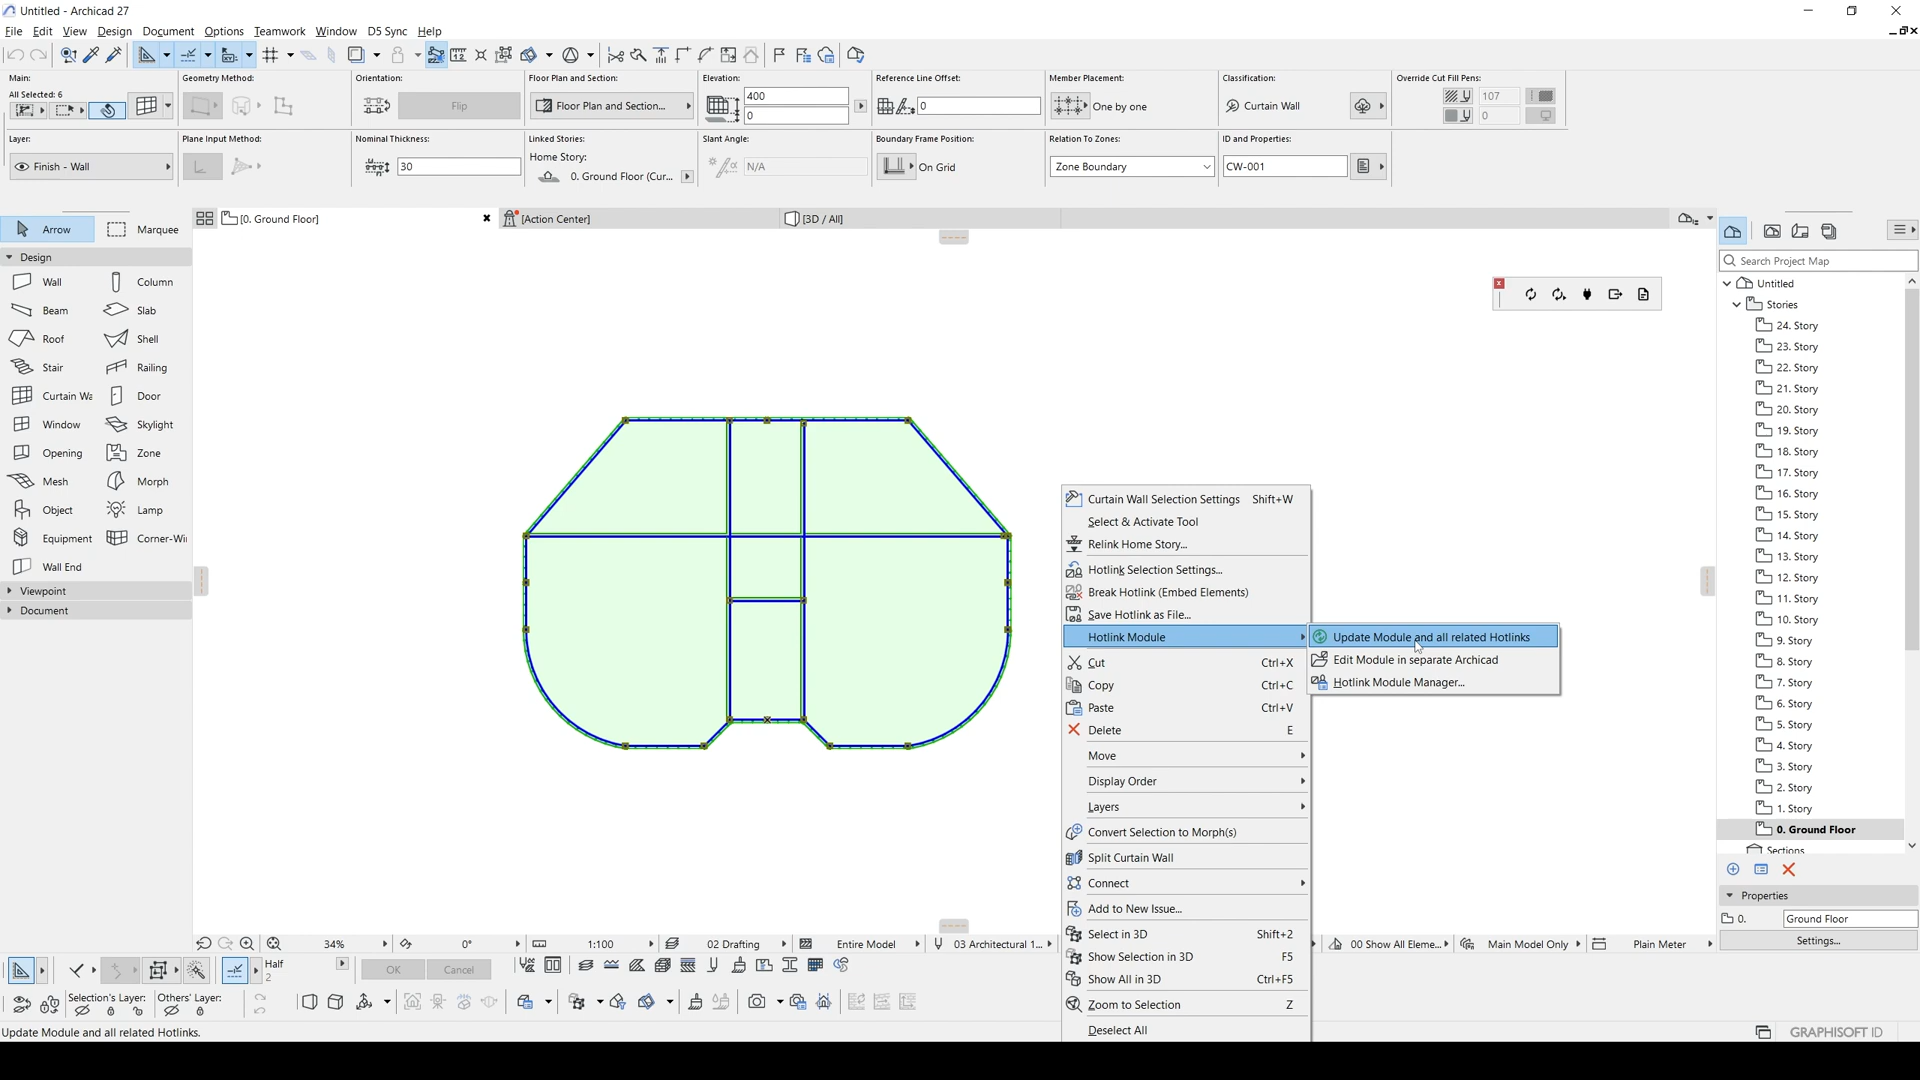 Untitled - Archicad 27
File Edit View Design Document Options Teamwork Window D5 Sync Help
Main:
All Selected: 6
Geometry Method:
Orientation:
Flip
Floor Plan and Section:
Floor Plan and Section...
Elevation:
400
0
Reference Line Offset:
0
Member Placement:
One by one
Classification:
Curtain Wall
Override Cut Fill Pens:
107
0
Layer:
Finish - Wall
Plane Input Method:
Nominal Thickness:
30
Linked Stories:
Home Story:
0. Ground Floor (Cur...
Slant Angle:
N/A
Boundary Frame Position:
On Grid
Relation To Zones:
Zone Boundary
ID and Properties:
CW-001
Arrow Marquee
[0. Ground Floor] [Action Center] [3D / All]
Design
Wall Column
Beam Slab
Roof Shell
Stair Railing
Curtain Wa Door
Window Skylight
Opening Zone
Mesh Morph
Object Lamp
Equipment Corner-Wi
Wall End
Viewpoint
Document
Curtain Wall Selection Settings Shift+W
Select & Activate Tool
Relink Home Story...
Hotlink Selection Settings...
Break Hotlink (Embed Elements)
Save Hotlink as File...
Hotlink Module
Cut Ctrl+X
Copy Ctrl+C
Paste Ctrl+V
Delete E
Move
Display Order
Layers
Convert Selection to Morph(s)
Split Curtain Wall
Connect
Add to New Issue...
Select in 3D Shift+2
Show Selection in 3D F5
Show All in 3D Ctrl+F5
Zoom to Selection Z
Deselect All
Update Module and all related Hotlinks
Edit Module in separate Archicad
Hotlink Module Manager...
Search Project Map
Untitled
Stories
24. Story
23. Story
22. Story
21. Story
20. Story
19. Story
18. Story
17. Story
16. Story
15. Story
14. Story
13. Story
12. Story
11. Story
10. Story
9. Story
8. Story
7. Story
6. Story
5. Story
4. Story
3. Story
2. Story
1. Story
0. Ground Floor
Sections
Properties
0. Ground Floor
Settings...
34% 0° 1:100 02 Drafting Entire Model 03 Architectural 1... 00 Show All Eleme... Main Model Only Plain Meter
Half
2
OK Cancel
Selection's Layer: Others' Layer:
Update Module and all related Hotlinks.
GRAPHISOFT ID